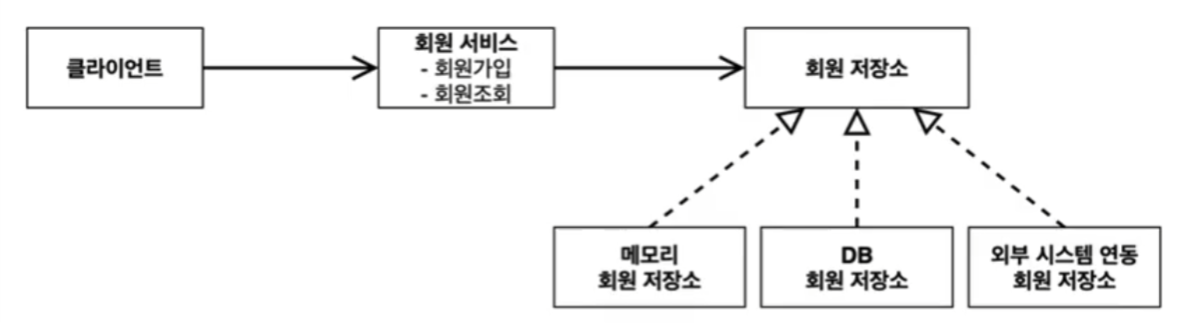 클라이언트
회원 서비스
- 회원가입
- 회원조회
회원 저장소
메모리
회원 저장소
DB
회원 저장소
외부 시스템 연동
회원 저장소